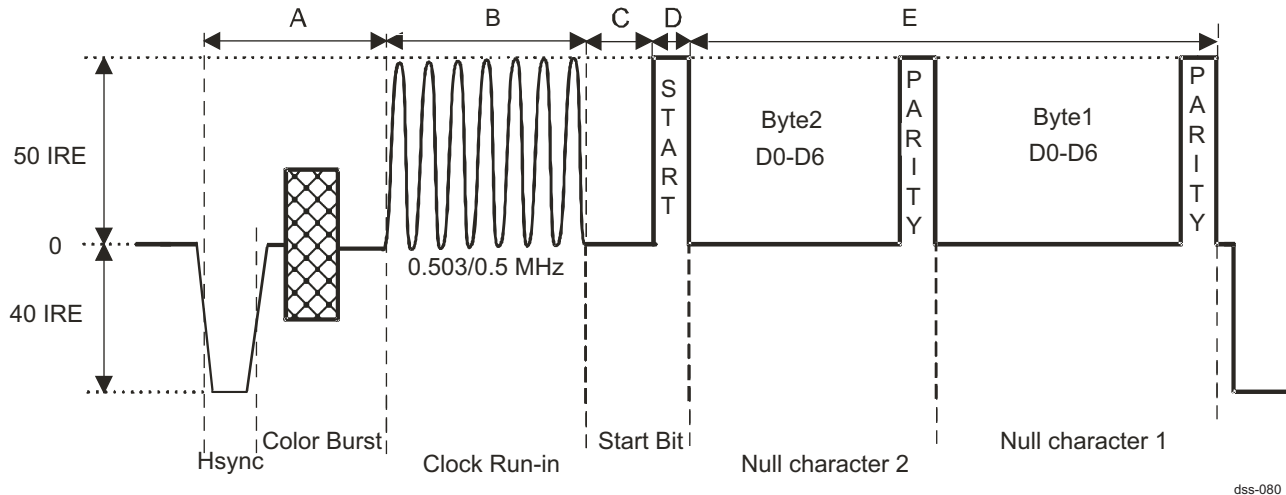 A B C D E
50 IRE
0
40 IRE
START
Byte2
D0-D6
PARITY
Byte1
D0-D6
PARITY
0.503/0.5 MHz
Hsync
Color Burst
Clock Run-in
Start Bit
Null character 2
Null character 1
dss-080